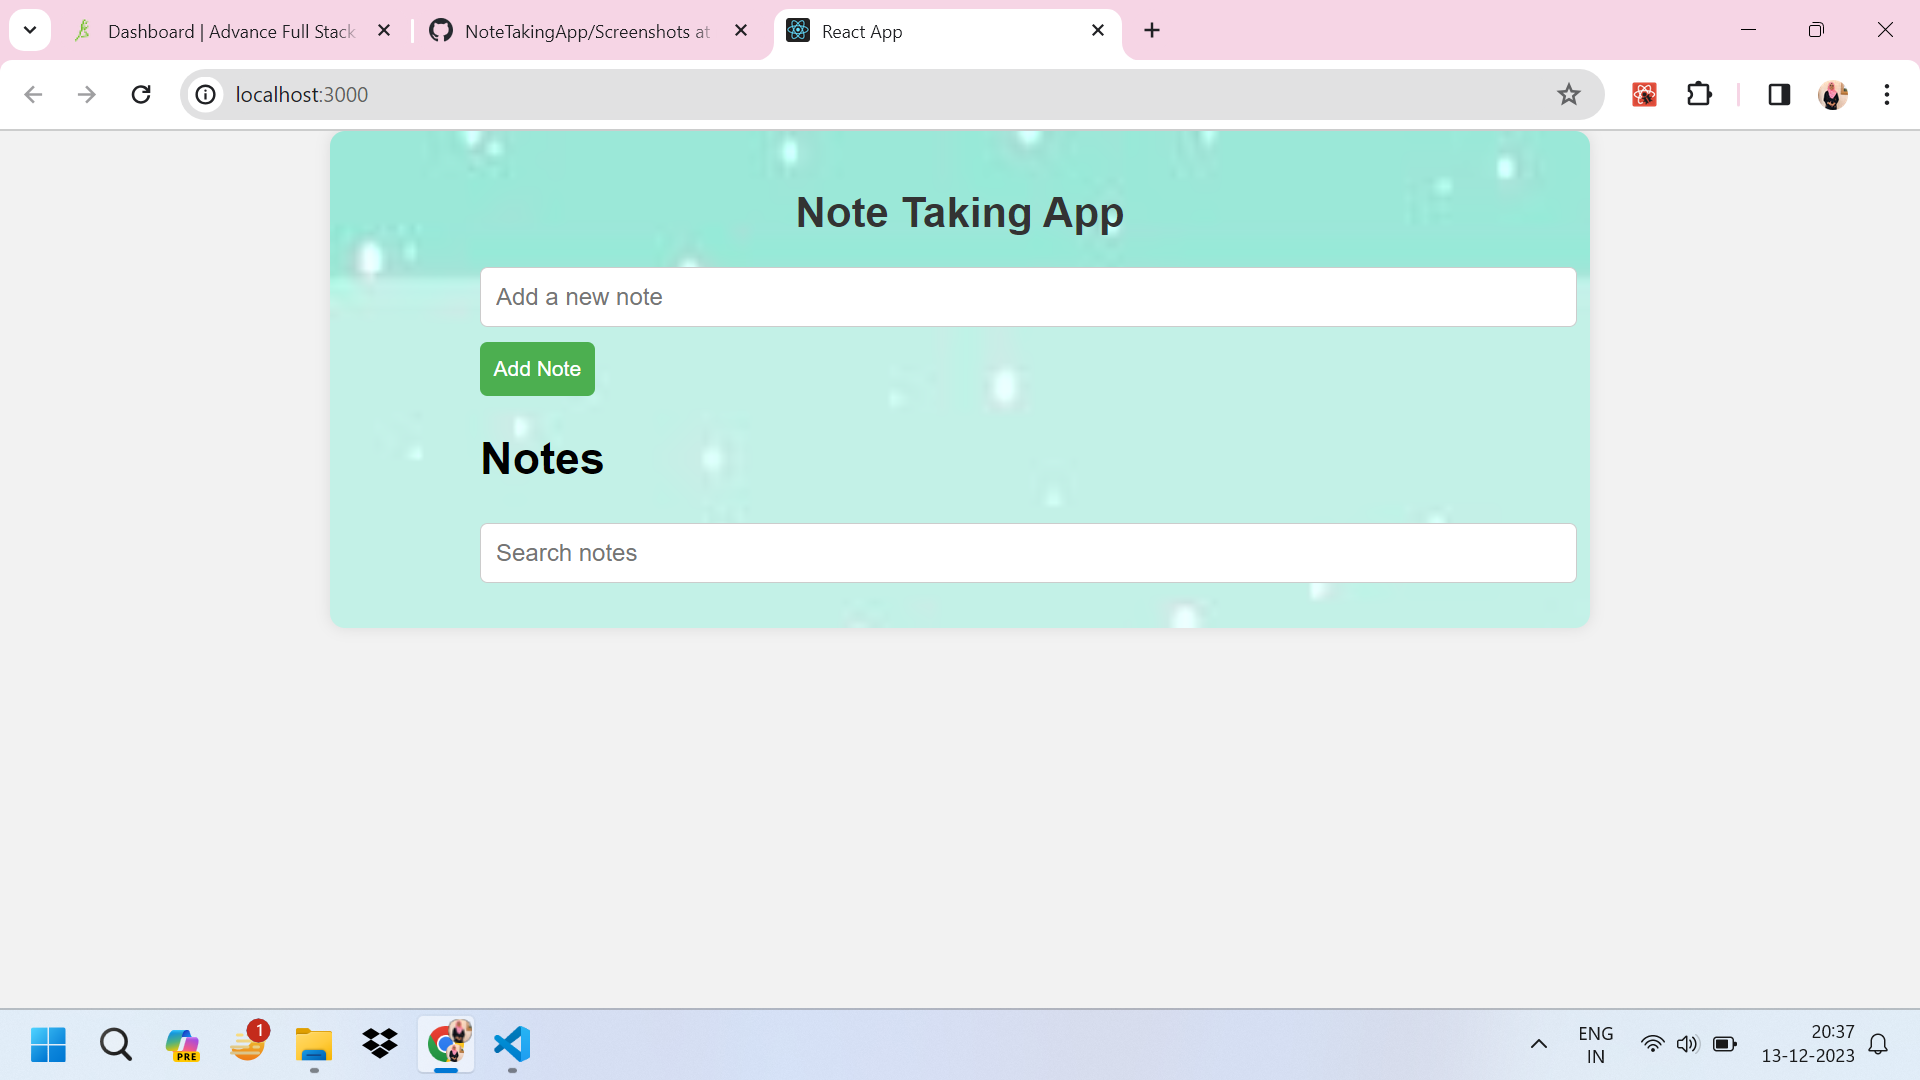 Dashboard | Advance Full Stack
NoteTakingApp/Screenshots at
React App
localhost:3000
Note Taking App
Add a new note
Add Note
Notes
Search notes
PRE
1
ENG
IN
20:37
13-12-2023